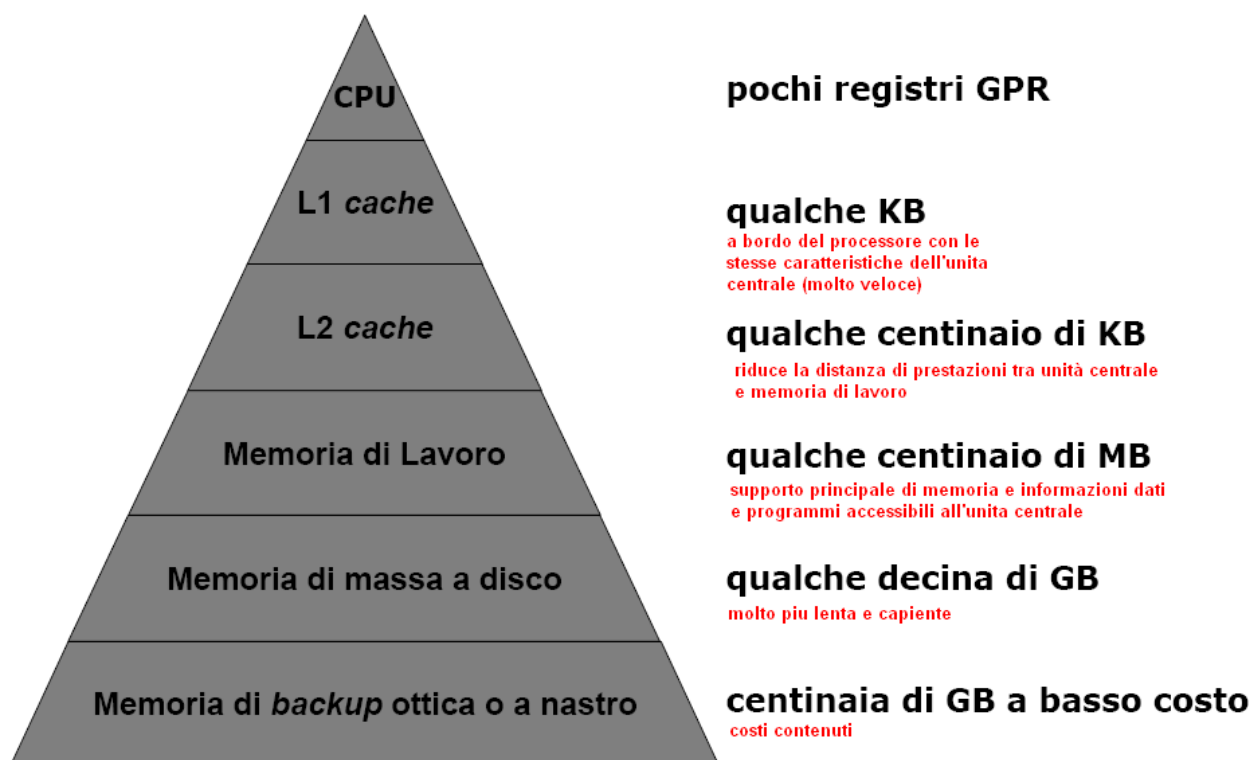 CPU
pochi registri GPR
L1 cache
qualche KB
a bordo del processore con le
stesse caratteristiche dell'unita
centrale (molto veloce)
L2 cache
qualche centinaio di KB
riduce la distanza di prestazioni tra unità centrale
e memoria di lavoro
Memoria di Lavoro
qualche centinaio di MB
supporto principale di memoria e informazioni dati
e programmi accessibili all'unita centrale
Memoria di massa a disco
qualche decina di GB
molto piu lenta e capiente
Memoria di backup ottica o a nastro
centinaia di GB a basso costo
costi contenuti